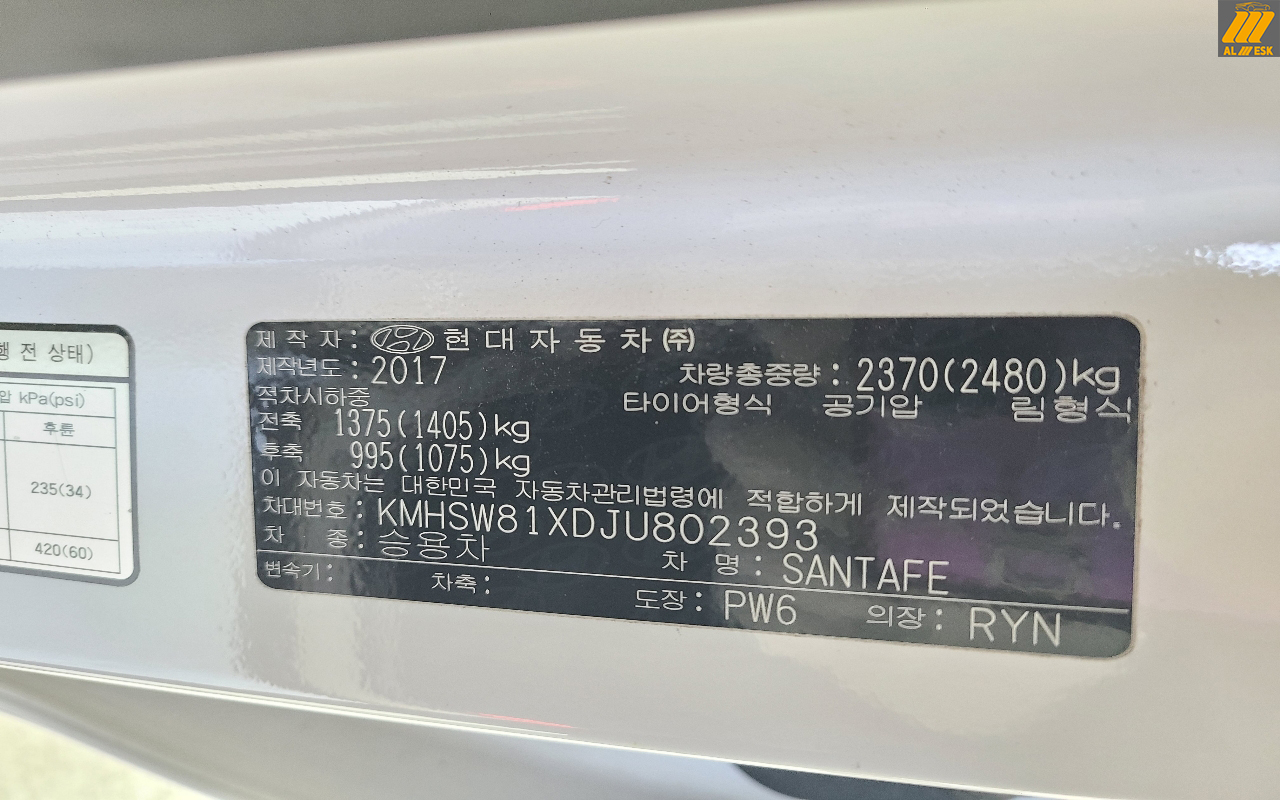 행 전 상태)
압 kPa(psi)
후륜
235(34)
420(60)
제 작 자 : 현 대 자 동 차 ㈜
제작년도 : 2017
차량총중량 : 2370(2480)kg
적차시하중
타이어형식 공기압 림형식
전축 1375(1405)kg
후축 995(1075)kg
이 자동차는 대한민국 자동차관리법령에 적합하게 제작되었습니다.
차대번호 : KMHSW81XDJU802393
차 종 : 승용차
차 명 : SANTAFE
변속기 :
차축 :
도장 : PW6
의장 : RYN
AL ESK